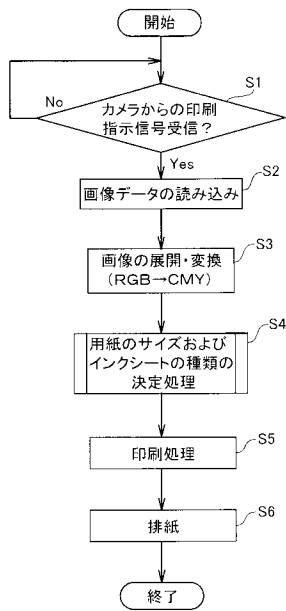 開始
S1
No
カメラからの印刷
指示信号受信?
Yes
S2
画像データの読み込み
S3
画像の展開・変換
(RGB→CMY)
S4
用紙のサイズおよび
インクシートの種類の
決定処理
S5
印刷処理
S6
排紙
終了